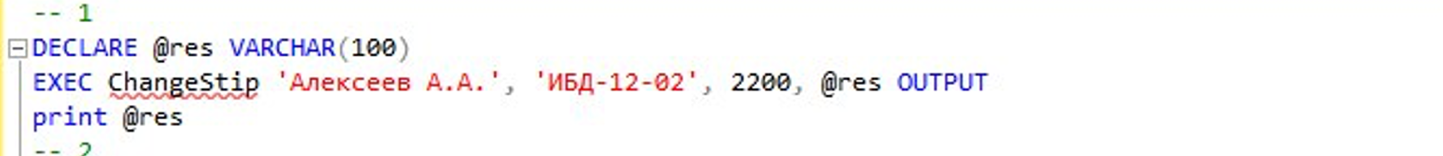 -- 1
DECLARE @res VARCHAR(100)
EXEC ChangeStip 'Алексеев А.А.', 'ИБД-12-02', 2200, @res OUTPUT
print @res
-- 2